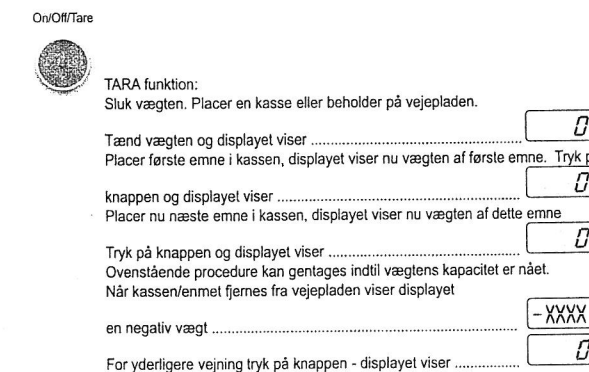 On/Off/Tare
TARA funktion:
Sluk vægten. Placer en kasse eller beholder på vejepladen.
Tænd vægten og displayet viser ............................................... 0
Placer første emne i kassen, displayet viser nu vægten af første emne. Tryk p
knappen og displayet viser ....................................................... 0
Placer nu næste emne i kassen, displayet viser nu vægten af dette emne
Tryk på knappen og displayet viser ........................................... 0
Ovenstående procedure kan gentages indtil vægtens kapacitet er nået.
Når kassen/enmet fjernes fra vejepladen viser displayet
en negativ vægt ..................................................................... -XXXX
For yderligere vejning tryk på knappen - displayet viser ................ 0